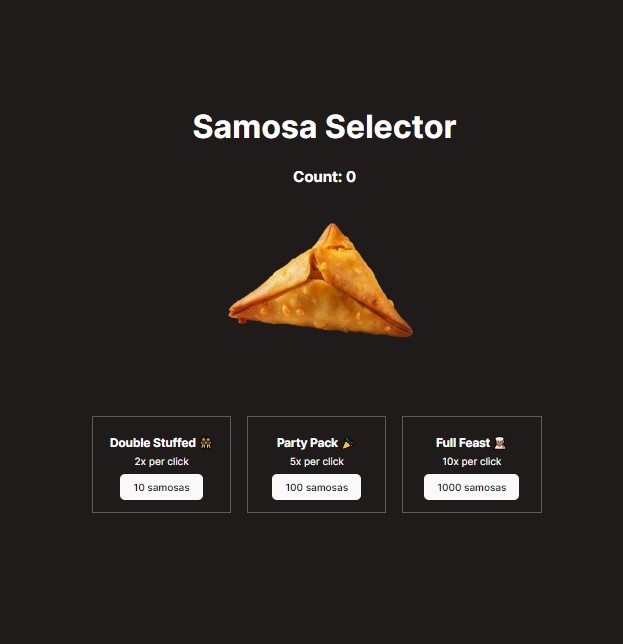 Samosa Selector
Count: 0
Double Stuffed 👯
2x per click
10 samosas
Party Pack 🎉
5x per click
100 samosas
Full Feast 👩🏽‍🍳
10x per click
1000 samosas